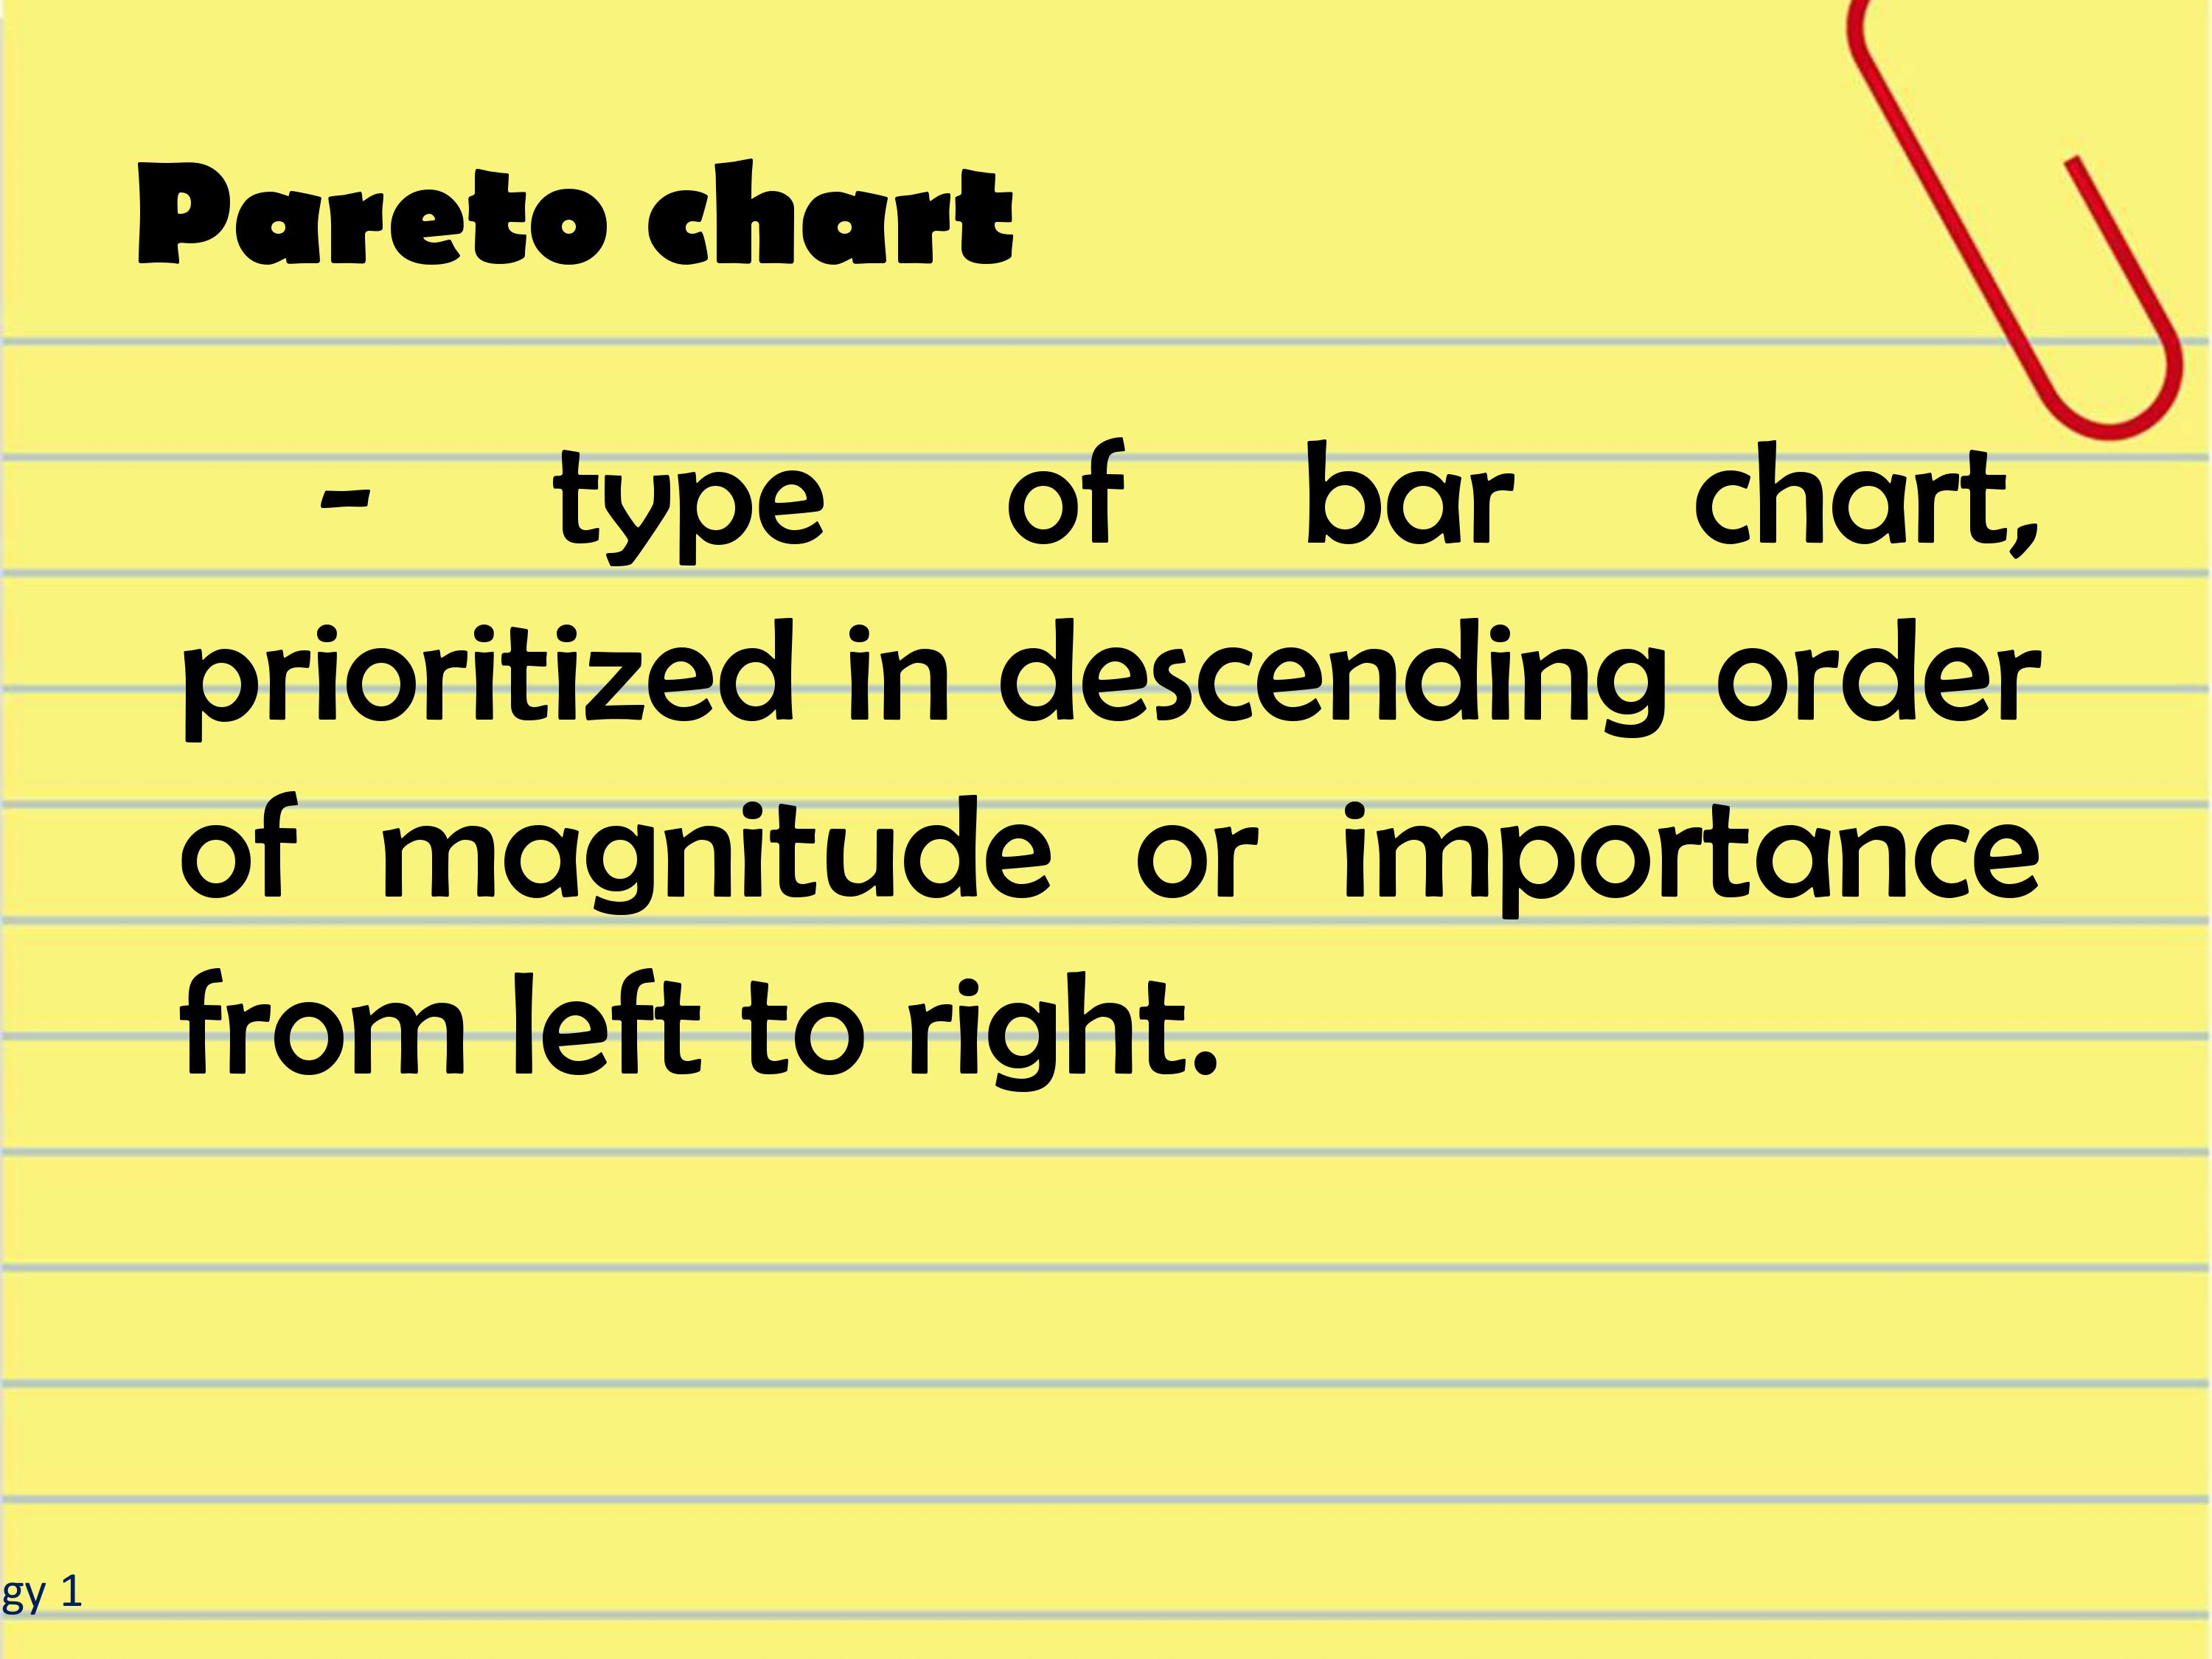 Pareto chart
- type of bar chart,
prioritized in descending order
of magnitude or importance
from left to right.
gy 1